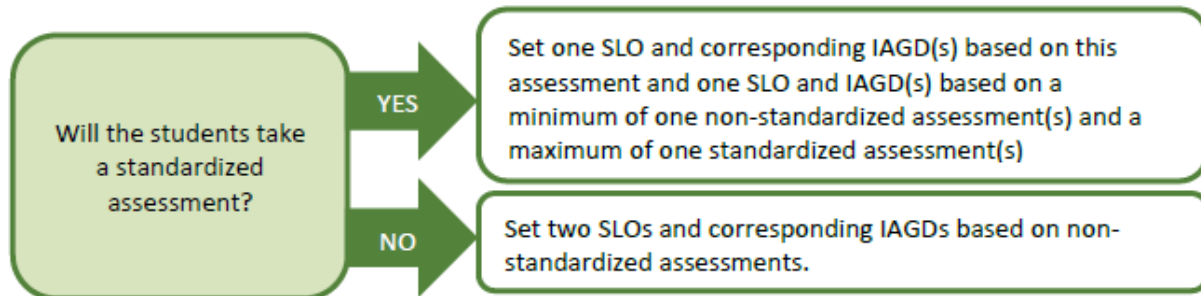 Will the students take
a standardized
assessment?
YES
Set one SLO and corresponding IAGD(s) based on this
assessment and one SLO and IAGD(s) based on a
minimum of one non-standardized assessment(s) and a
maximum of one standardized assessment(s)
NO
Set two SLOs and corresponding IAGDs based on non-
standardized assessments.